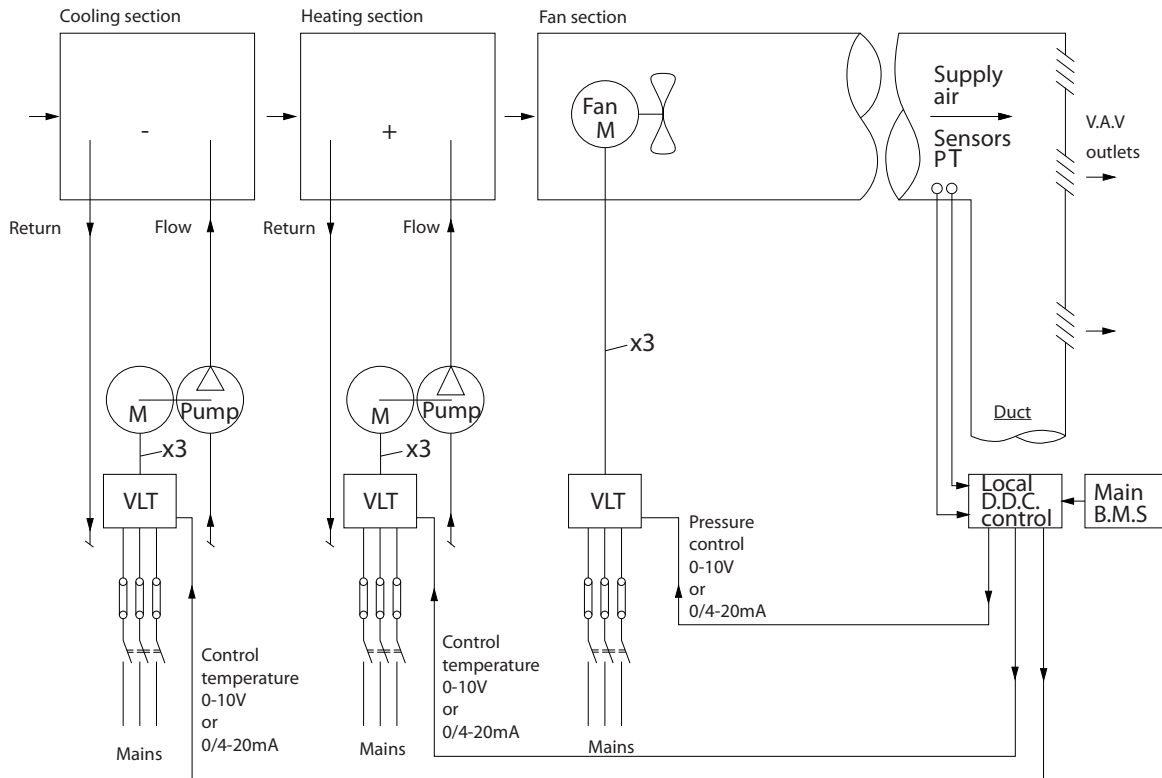 Cooling section
Heating section
Fan section
-
+
Fan
M
Supply
air
Sensors
PT
V.A.V
outlets
Return
Flow
Return
Flow
x3
M
Pump
M
Pump
Duct
x3
x3
VLT
VLT
VLT
Local
D.D.C.
control
Main
B.M.S
Pressure
control
0-10V
or
0/4-20mA
Control
temperature
0-10V
or
0/4-20mA
Control
temperature
0-10V
or
0/4-20mA
Mains
Mains
Mains